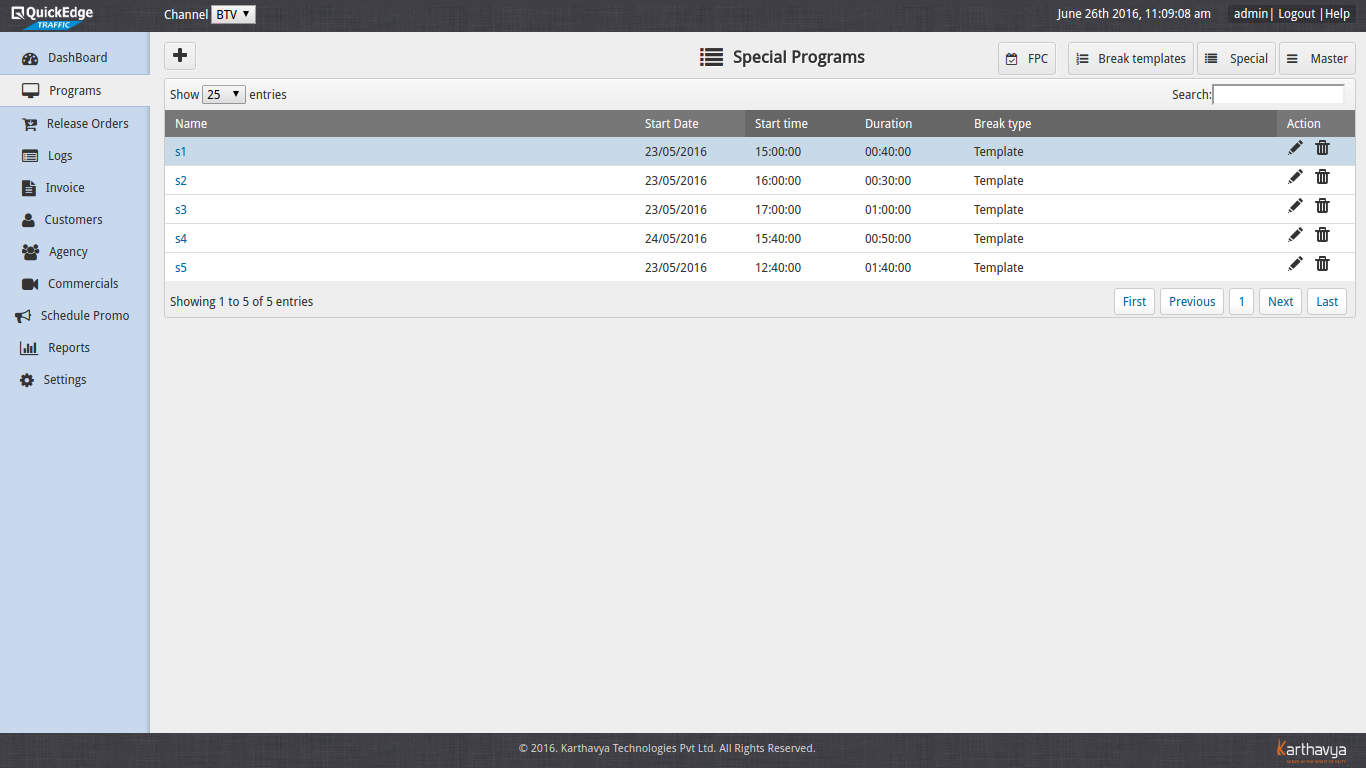 QuickEdge
TRAFFIC
Channel BTV
June 26th 2016, 11:09:08 am
admin| Logout |Help
DashBoard
Programs
Release Orders
Logs
Invoice
Customers
Agency
Commercials
Schedule Promo
Reports
Settings
Special Programs
FPC
Break templates
Special
Master
Show 25 entries
Search:
Name Start Date Start time Duration Break type Action
s1 23/05/2016 15:00:00 00:40:00 Template
s2 23/05/2016 16:00:00 00:30:00 Template
s3 23/05/2016 17:00:00 01:00:00 Template
s4 24/05/2016 15:40:00 00:50:00 Template
s5 23/05/2016 12:40:00 01:40:00 Template
Showing 1 to 5 of 5 entries
First Previous 1 Next Last
© 2016. Karthavya Technologies Pvt Ltd. All Rights Reserved.
Karthavya